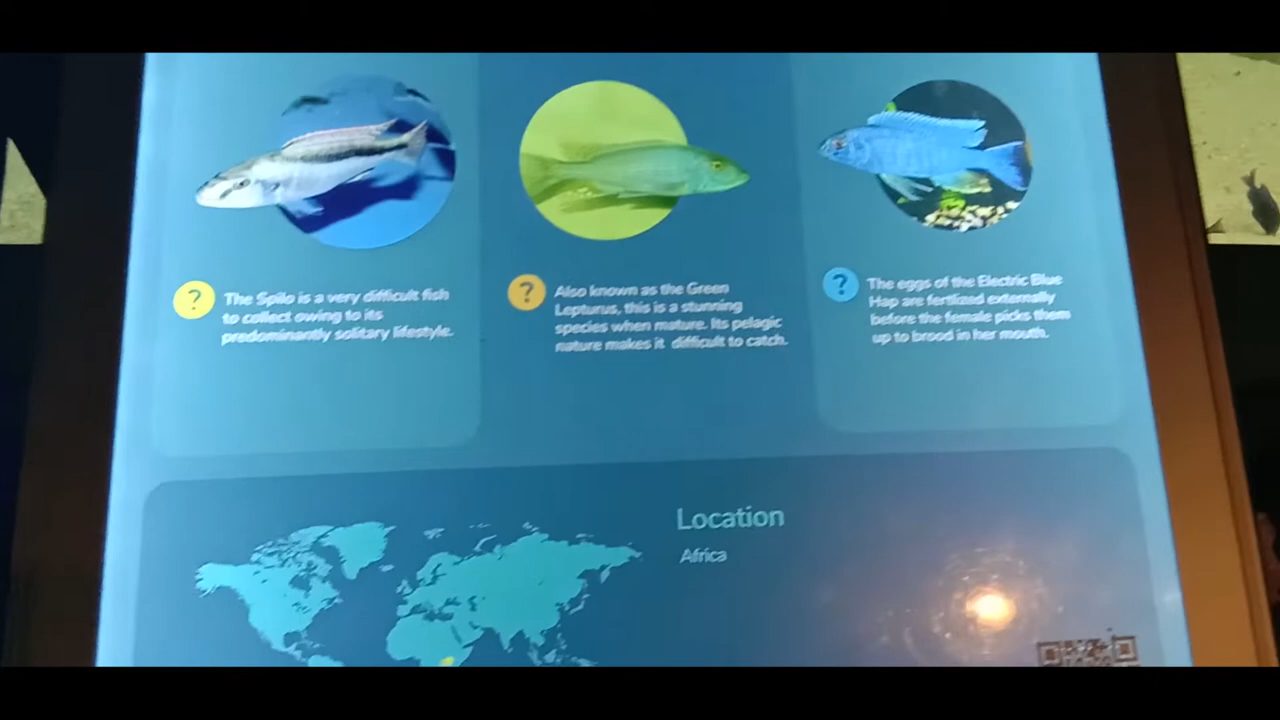 ?
The Spilo is a very difficult fish
to collect owing to its
predominantly solitary lifestyle.
?
Also known as the Green
Lepturus, this is a stunning
species when mature. Its pelagic
nature makes it difficult to catch.
?
The eggs of the Electric Blue
Hap are fertlized externally
before the female picks them
up to brood in her mouth.
Location
Africa